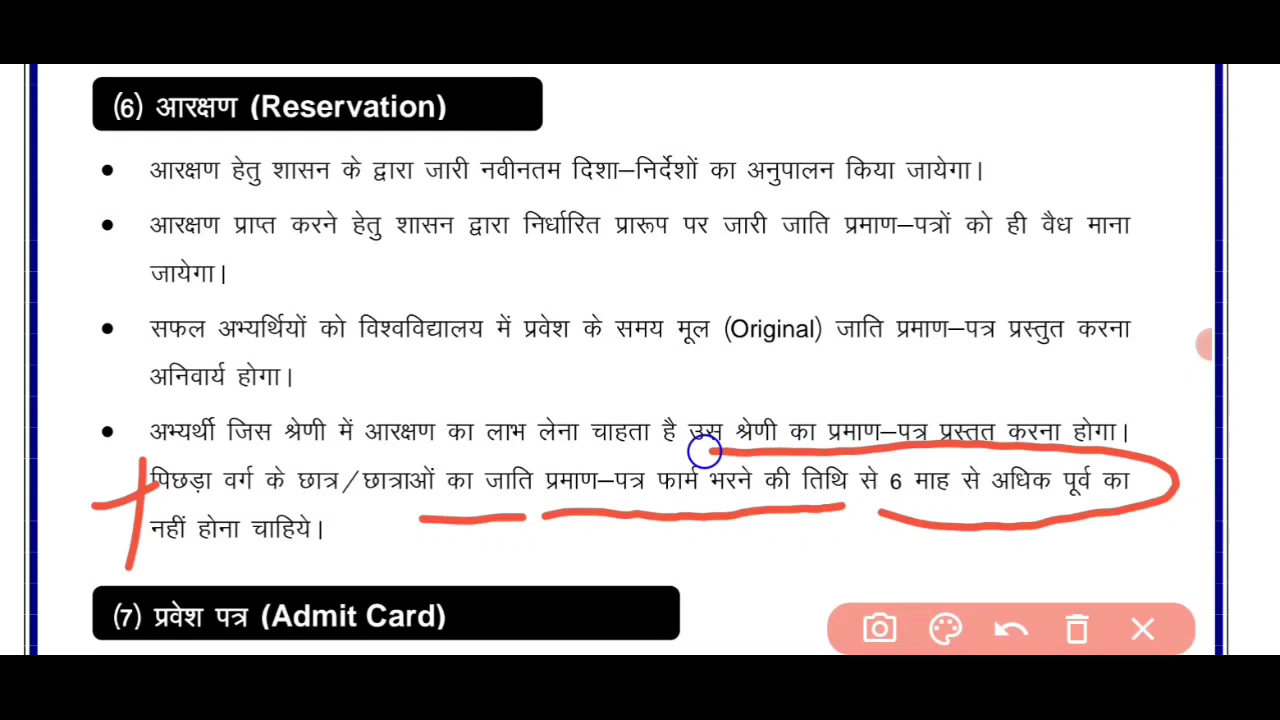 (6) आरक्षण (Reservation)
• आरक्षण हेतु शासन के द्वारा जारी नवीनतम दिशा–निर्देशों का अनुपालन किया जायेगा।
• आरक्षण प्राप्त करने हेतु शासन द्वारा निर्धारित प्रारूप पर जारी जाति प्रमाण–पत्रों को ही वैध माना
जायेगा।
• सफल अभ्यर्थियों को विश्वविद्यालय में प्रवेश के समय मूल (Original) जाति प्रमाण–पत्र प्रस्तुत करना
अनिवार्य होगा।
• अभ्यर्थी जिस श्रेणी में आरक्षण का लाभ लेना चाहता है उस श्रेणी का प्रमाण–पत्र प्रस्तुत करना होगा।
पिछड़ा वर्ग के छात्र/छात्राओं का जाति प्रमाण–पत्र फार्म भरने की तिथि से 6 माह से अधिक पूर्व का
नहीं होना चाहिये।
(7) प्रवेश पत्र (Admit Card)